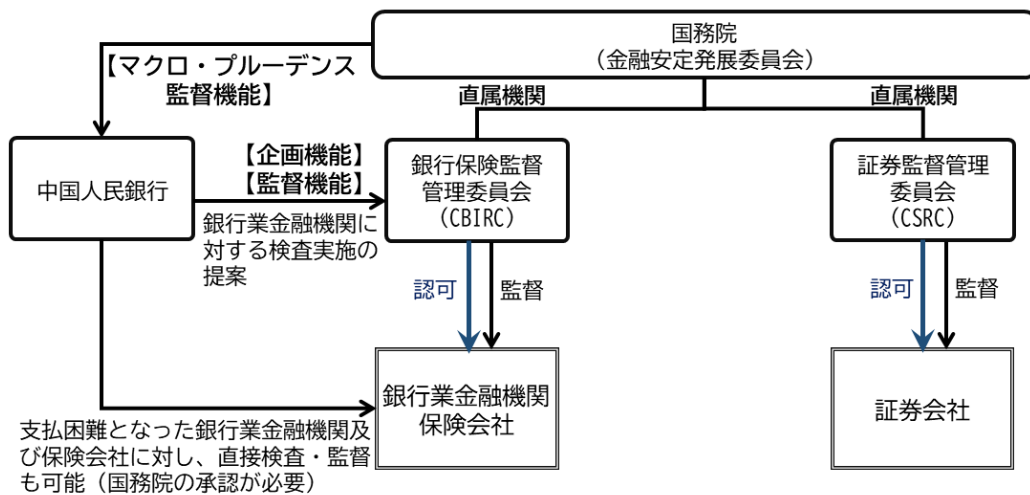 国務院
（金融安定発展委員会）
【マクロ・プルーデンス
監督機能】
直属機関
直属機関
中国人民銀行
【企画機能】
【監督機能】
銀行業金融機関に
対する検査実施の
提案
銀行保険監督
管理委員会
（CBIRC）
証券監督管理
委員会
（CSRC）
認可
監督
認可
監督
銀行業金融機関
保険会社
証券会社
支払困難となった銀行業金融機関及
び保険会社に対し、直接検査・監督
も可能（国務院の承認が必要）